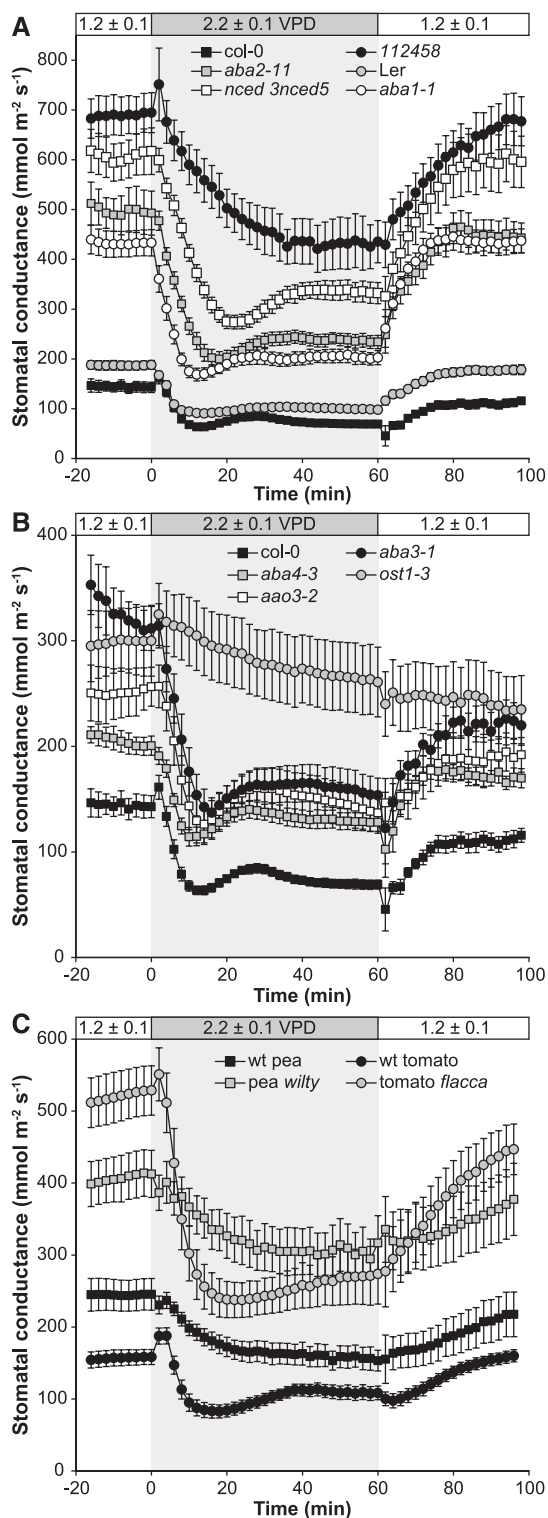 A
1.2 ± 0.1 2.2 ± 0.1 VPD 1.2 ± 0.1
col-0 112458
aba2-11 Ler
nced 3nced5 aba1-1
Stomatal conductance (mmol m⁻² s⁻¹)
800
700
600
500
400
300
200
100
0
-20 0 20 40 60 80 100
Time (min)
B
1.2 ± 0.1 2.2 ± 0.1 VPD 1.2 ± 0.1
col-0 aba3-1
aba4-3 ost1-3
aao3-2
Stomatal conductance (mmol m⁻² s⁻¹)
400
300
200
100
0
-20 0 20 40 60 80 100
Time (min)
C
1.2 ± 0.1 2.2 ± 0.1 VPD 1.2 ± 0.1
wt pea wt tomato
pea wilty tomato flacca
Stomatal conductance (mmol m⁻² s⁻¹)
600
500
400
300
200
100
0
-20 0 20 40 60 80 100
Time (min)